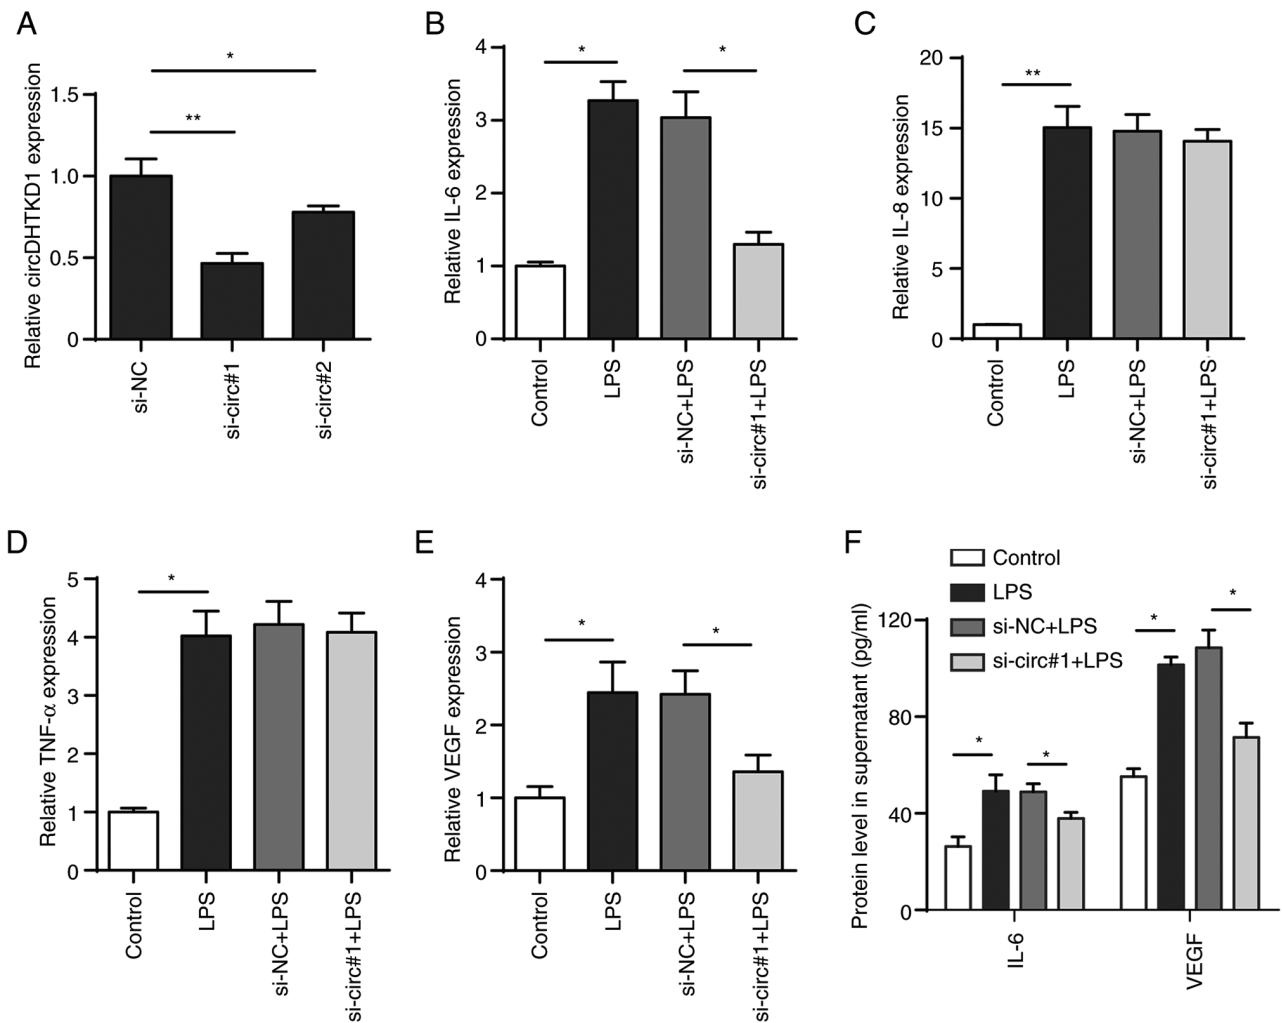 A
Relative circDHTKD1 expression
1.5
1.0
0.5
0
*
**
si-NC
si-circ#1
si-circ#2
B
Relative IL-6 expression
4
3
2
1
0
*
*
Control
LPS
si-NC+LPS
si-circ#1+LPS
C
Relative IL-8 expression
20
15
10
5
0
**
Control
LPS
si-NC+LPS
si-circ#1+LPS
D
Relative TNF-α expression
5
4
3
2
1
0
*
Control
LPS
si-NC+LPS
si-circ#1+LPS
E
Relative VEGF expression
4
3
2
1
0
*
*
Control
LPS
si-NC+LPS
si-circ#1+LPS
F
Control
LPS
si-NC+LPS
si-circ#1+LPS
Protein level in supernatant (pg/ml)
120
80
40
0
*
*
*
*
IL-6
VEGF